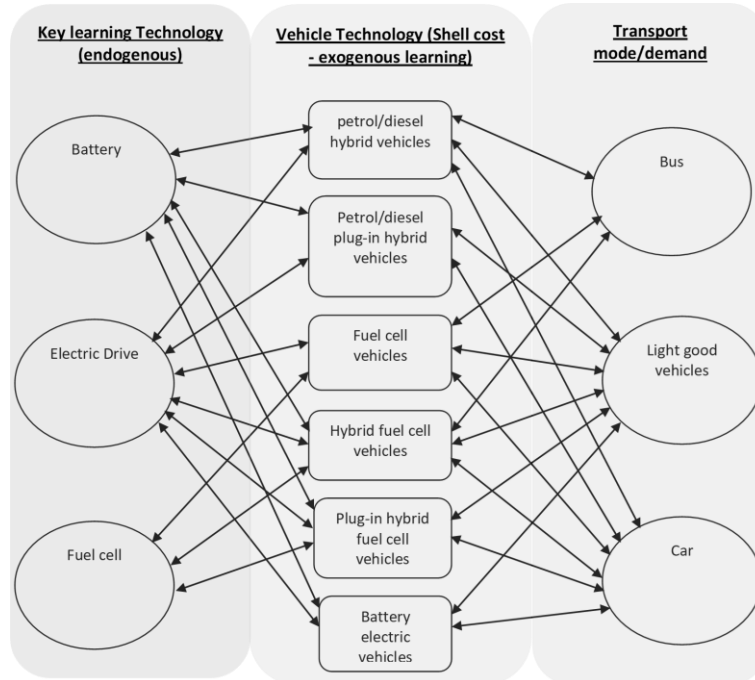 Key learning Technology
(endogenous)
Vehicle Technology (Shell cost
- exogenous learning)
Transport
mode/demand
Battery
Electric Drive
Fuel cell
petrol/diesel
hybrid vehicles
Petrol/diesel
plug-in hybrid
vehicles
Fuel cell
vehicles
Hybrid fuel cell
vehicles
Plug-in hybrid
fuel cell
vehicles
Battery
electric
vehicles
Bus
Light good
vehicles
Car